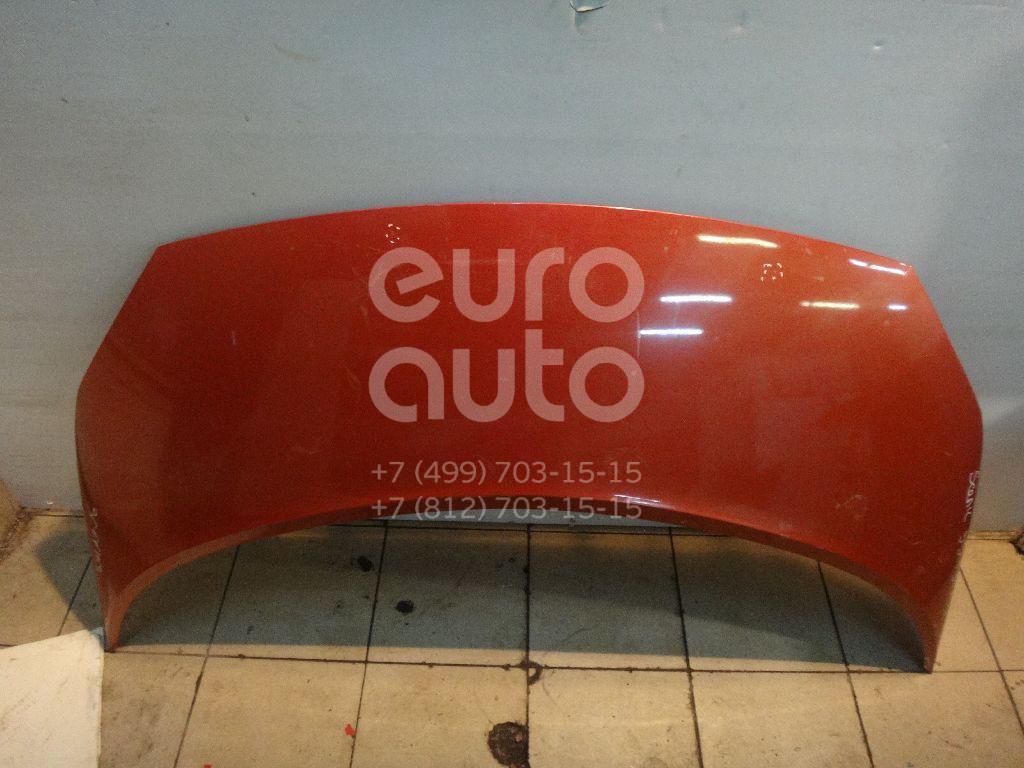 euro
auto
+7 (499) 703-15-15
+7 (812) 703-15-15